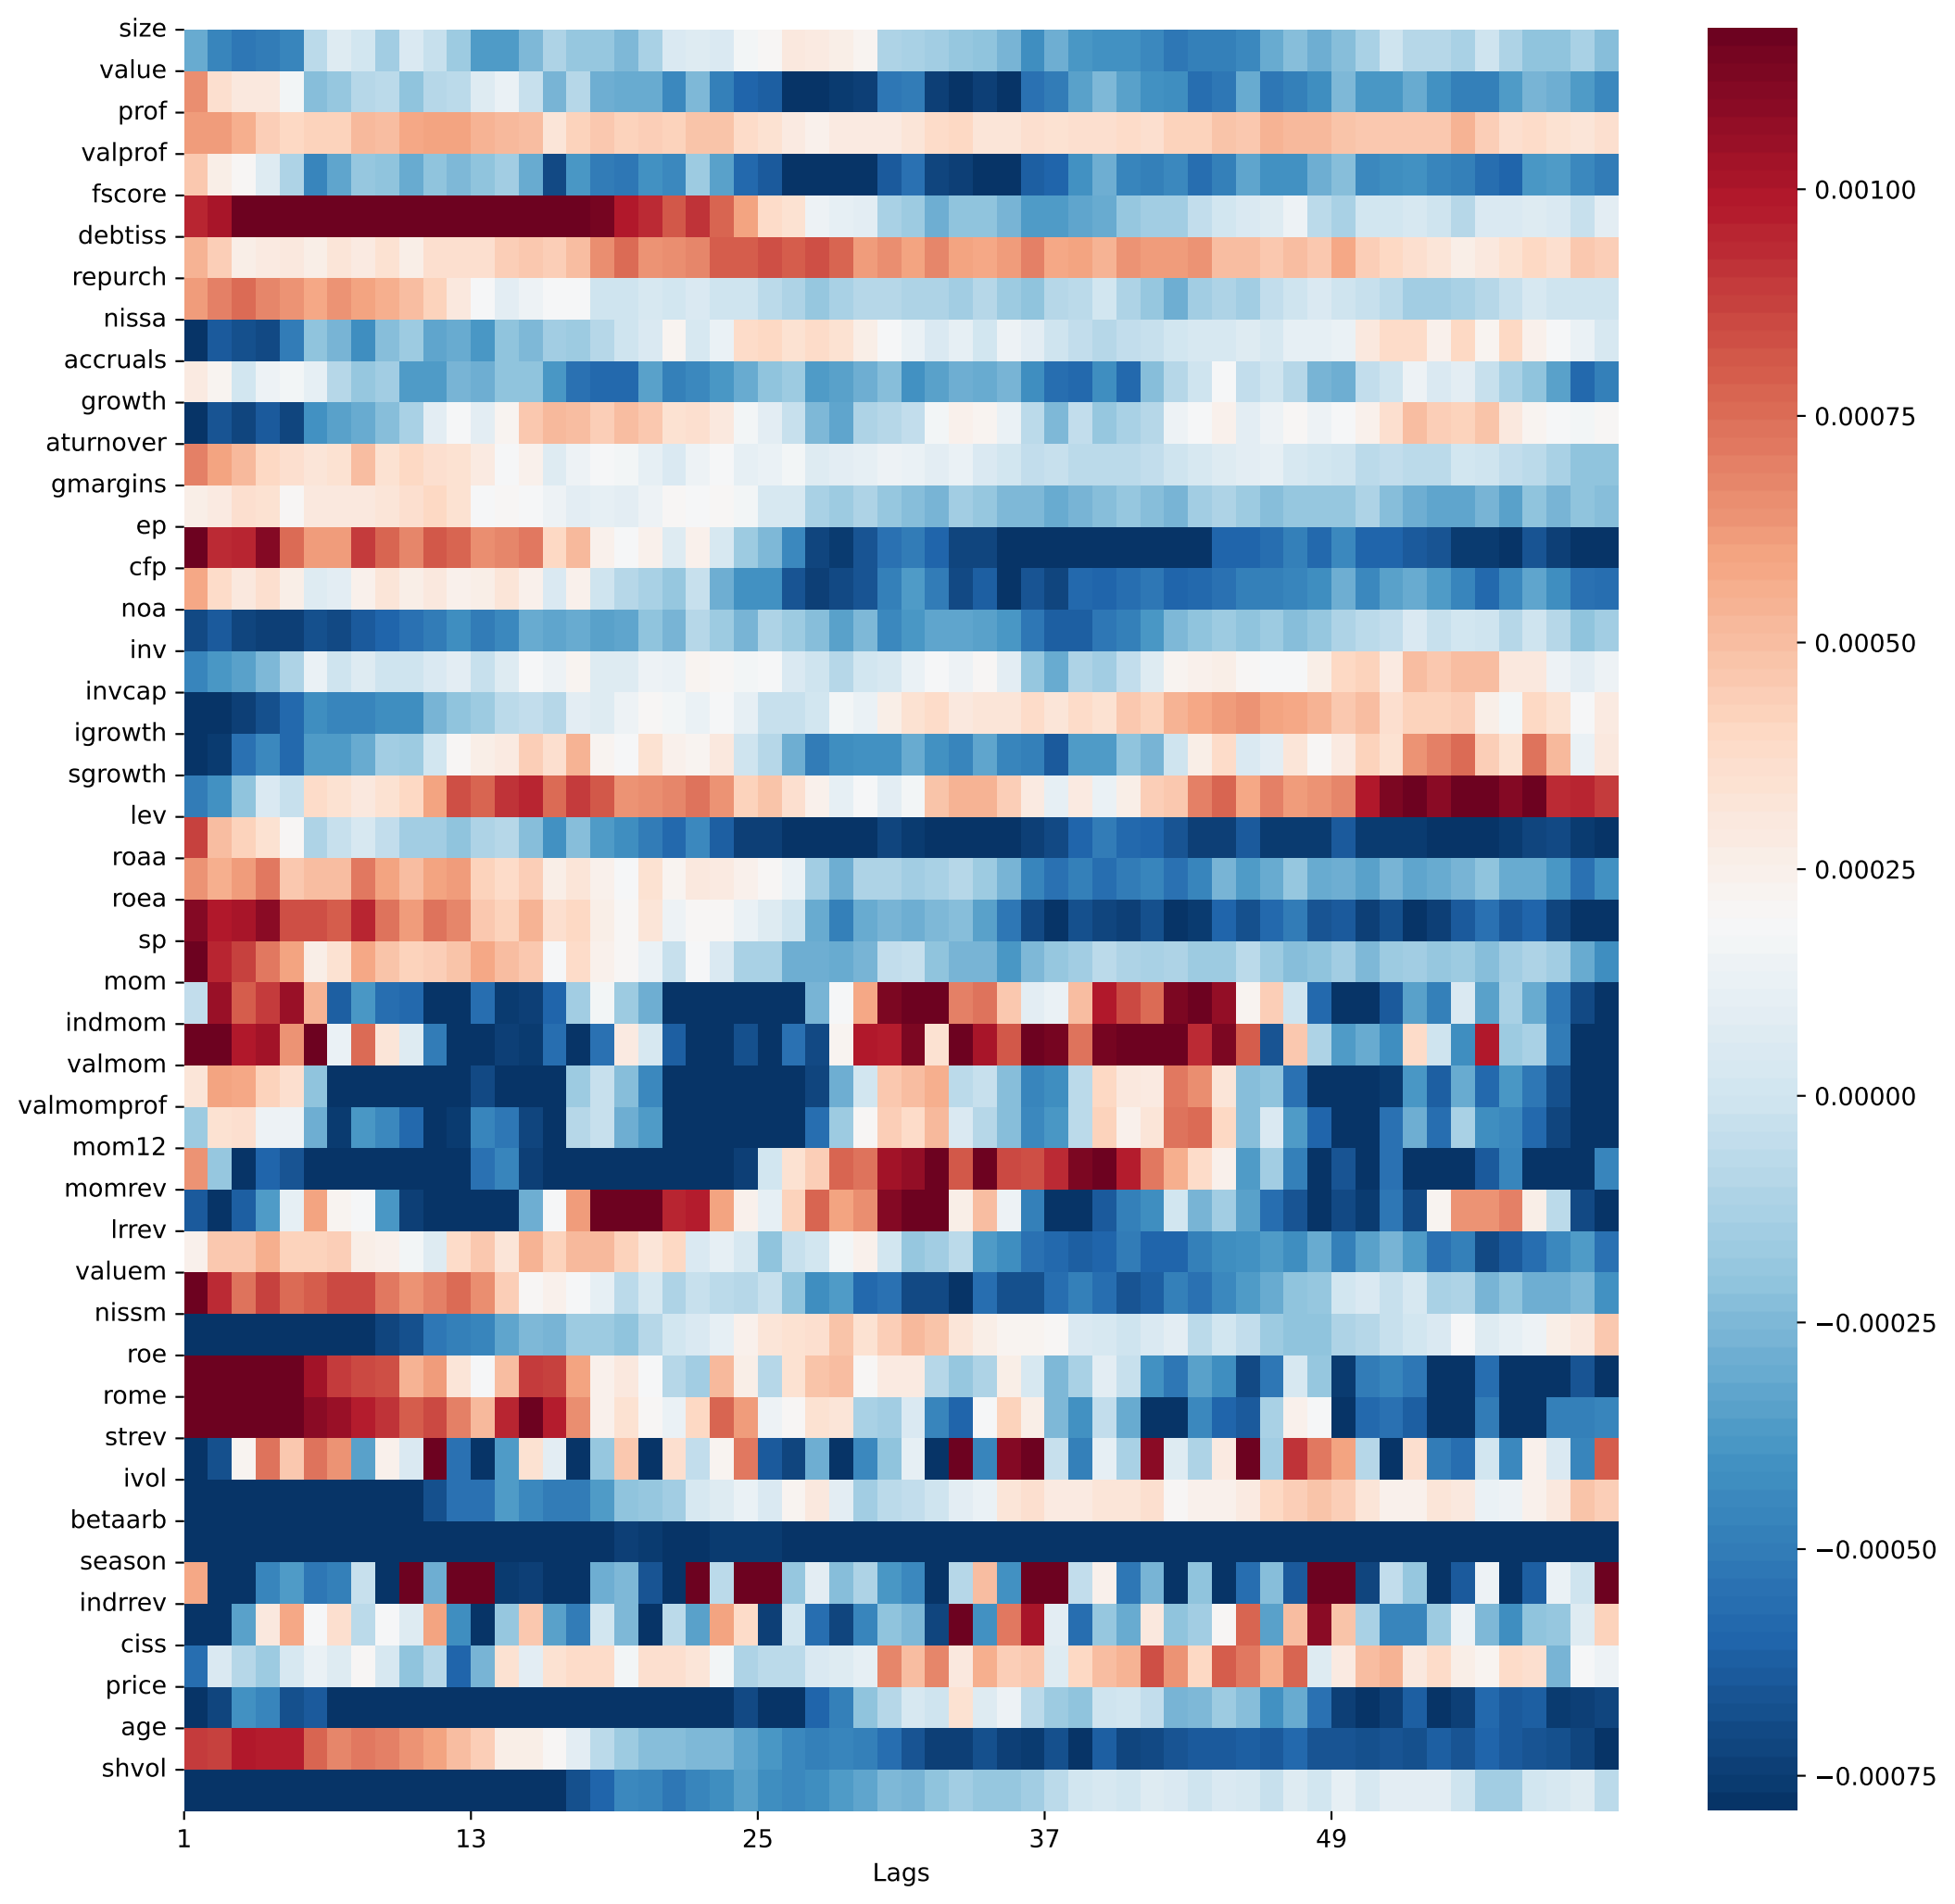 size
value
prof
valprof
fscore
debtiss
repurch
nissa
accruals
growth
aturnover
gmargins
ep
cfp
noa
inv
invcap
igrowth
sgrowth
lev
roaa
roea
sp
mom
indmom
valmom
valmomprof
mom12
momrev
lrrev
valuem
nissm
roe
rome
strev
ivol
betaarb
season
indrrev
ciss
price
age
shvol
1 13 25 37 49
Lags
0.00100
0.00075
0.00050
0.00025
0.00000
−0.00025
−0.00050
−0.00075